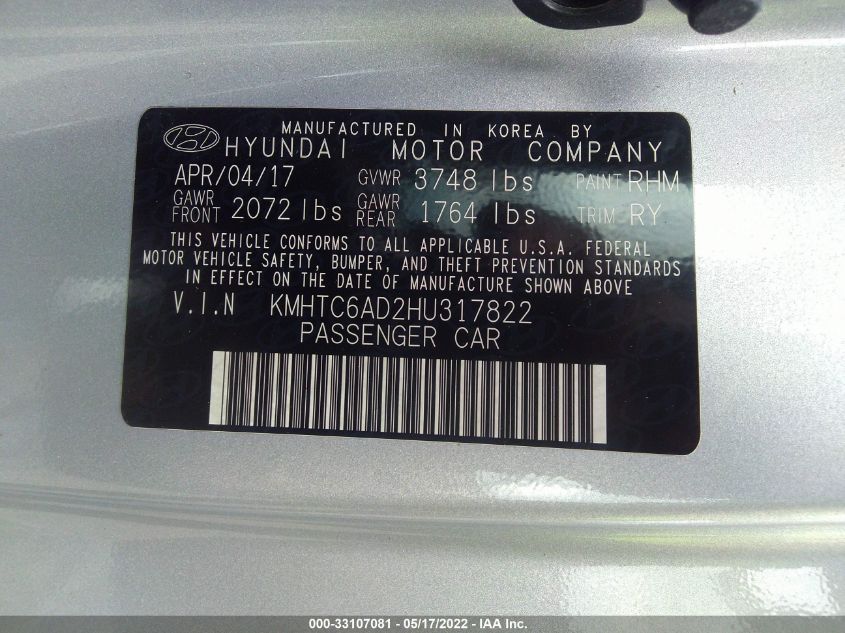 MANUFACTURED IN KOREA BY
HYUNDAI MOTOR COMPANY
APR/04/17 GVWR 3748 lbs PAINT RHM
GAWR FRONT 2072 lbs GAWR REAR 1764 lbs TRIM RY
THIS VEHICLE CONFORMS TO ALL APPLICABLE U.S.A. FEDERAL
MOTOR VEHICLE SAFETY, BUMPER, AND THEFT PREVENTION STANDARDS
IN EFFECT ON THE DATE OF MANUFACTURE SHOWN ABOVE
V.I.N KMHTC6AD2HU317822
PASSENGER CAR
000-33107081 - 05/17/2022 - IAA Inc.